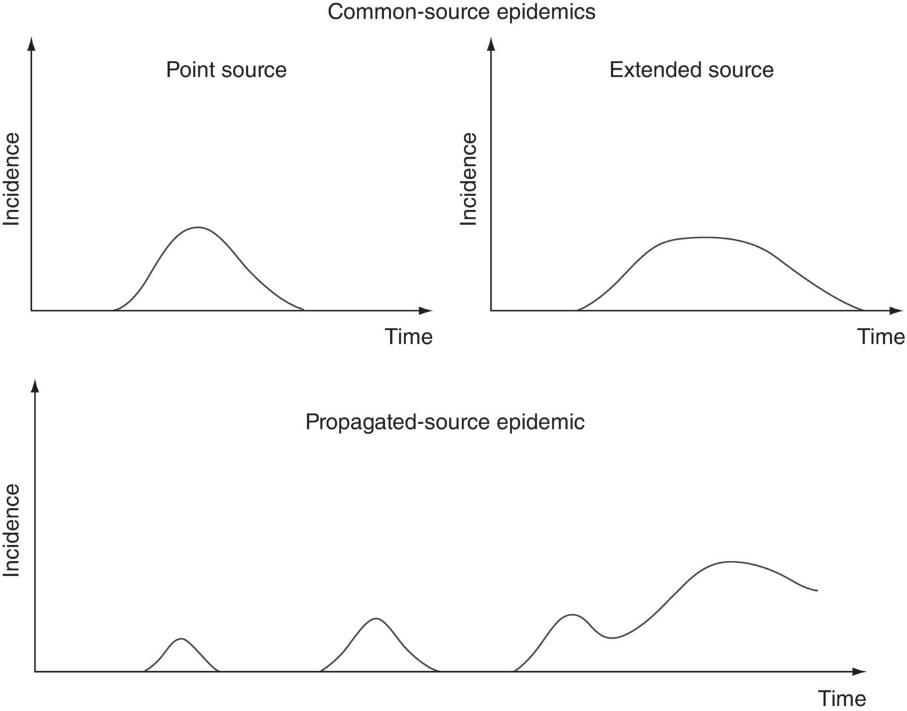 Common-source epidemics
Point source
Incidence
Time
Extended source
Incidence
Time
Propagated-source epidemic
Incidence
Time